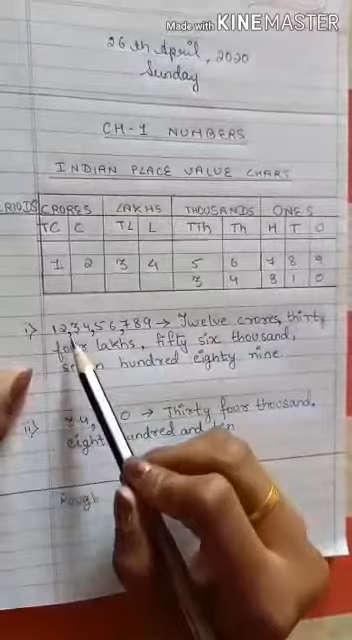 Made with KINEMASTER
26th April, 2020
Sunday
CH-1 NUMBERS
INDIAN PLACE VALUE CHART
CRORES LAKHS THOUSANDS ONES
TC C TL L TTh Th H T O
1 2 3 4 5 6 7 8 9
3 4 8 1 0
i) 12,34,56,789 → Twelve crores, thirty
four lakhs, fifty six thousand,
hundred eighty nine
ii) 0 → Thirty four thousand,
eight hundred and ten
Rough